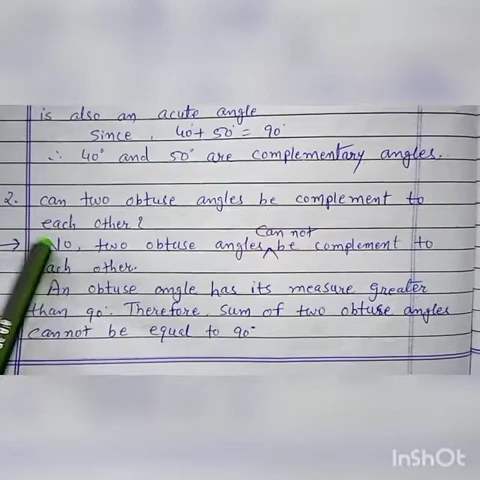 is also an acute angle
Since, 40°+ 50° = 90°
∴ 40° and 50° are complementary angles.
2. can two obtuse angles be complement to
each other?
→ No, two obtuse angles ^ can not be complement to
each other.
An obtuse angle has its measure greater
than 90°. Therefore, sum of two obtuse angles
cannot be equal to 90°
InShOt